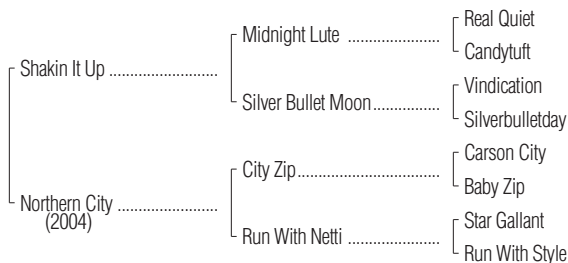 Real Quiet
Midnight Lute ......................
Candytuft
Shakin It Up .........................
Vindication
Silver Bullet Moon................
Silverbulletday
Carson City
City Zip..................................
Baby Zip
Northern City .......................
(2004)
Star Gallant
Run With Netti ......................
Run With Style